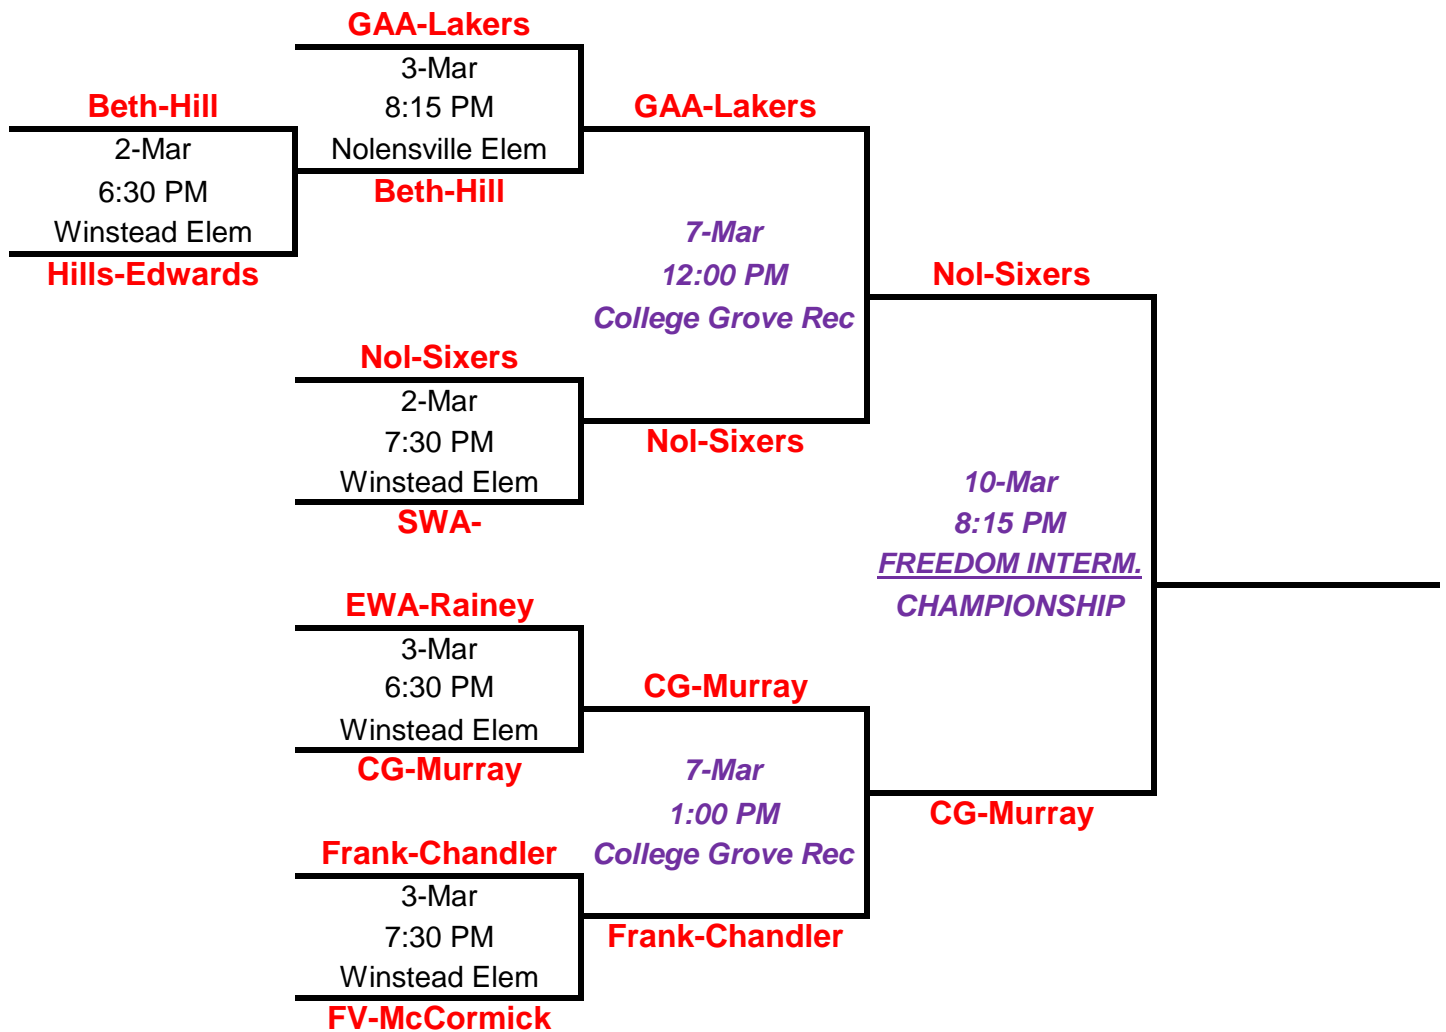 GAA-Lakers
3-Mar
8:15 PM
Nolensville Elem
Beth-Hill
Beth-Hill
2-Mar
6:30 PM
Winstead Elem
Hills-Edwards
GAA-Lakers
7-Mar
12:00 PM
College Grove Rec
Nol-Sixers
Nol-Sixers
2-Mar
7:30 PM
Winstead Elem
SWA-
Nol-Sixers
10-Mar
8:15 PM
FREEDOM INTERM.
CHAMPIONSHIP
CG-Murray
EWA-Rainey
3-Mar
6:30 PM
Winstead Elem
CG-Murray
CG-Murray
7-Mar
1:00 PM
College Grove Rec
Frank-Chandler
Frank-Chandler
3-Mar
7:30 PM
Winstead Elem
FV-McCormick